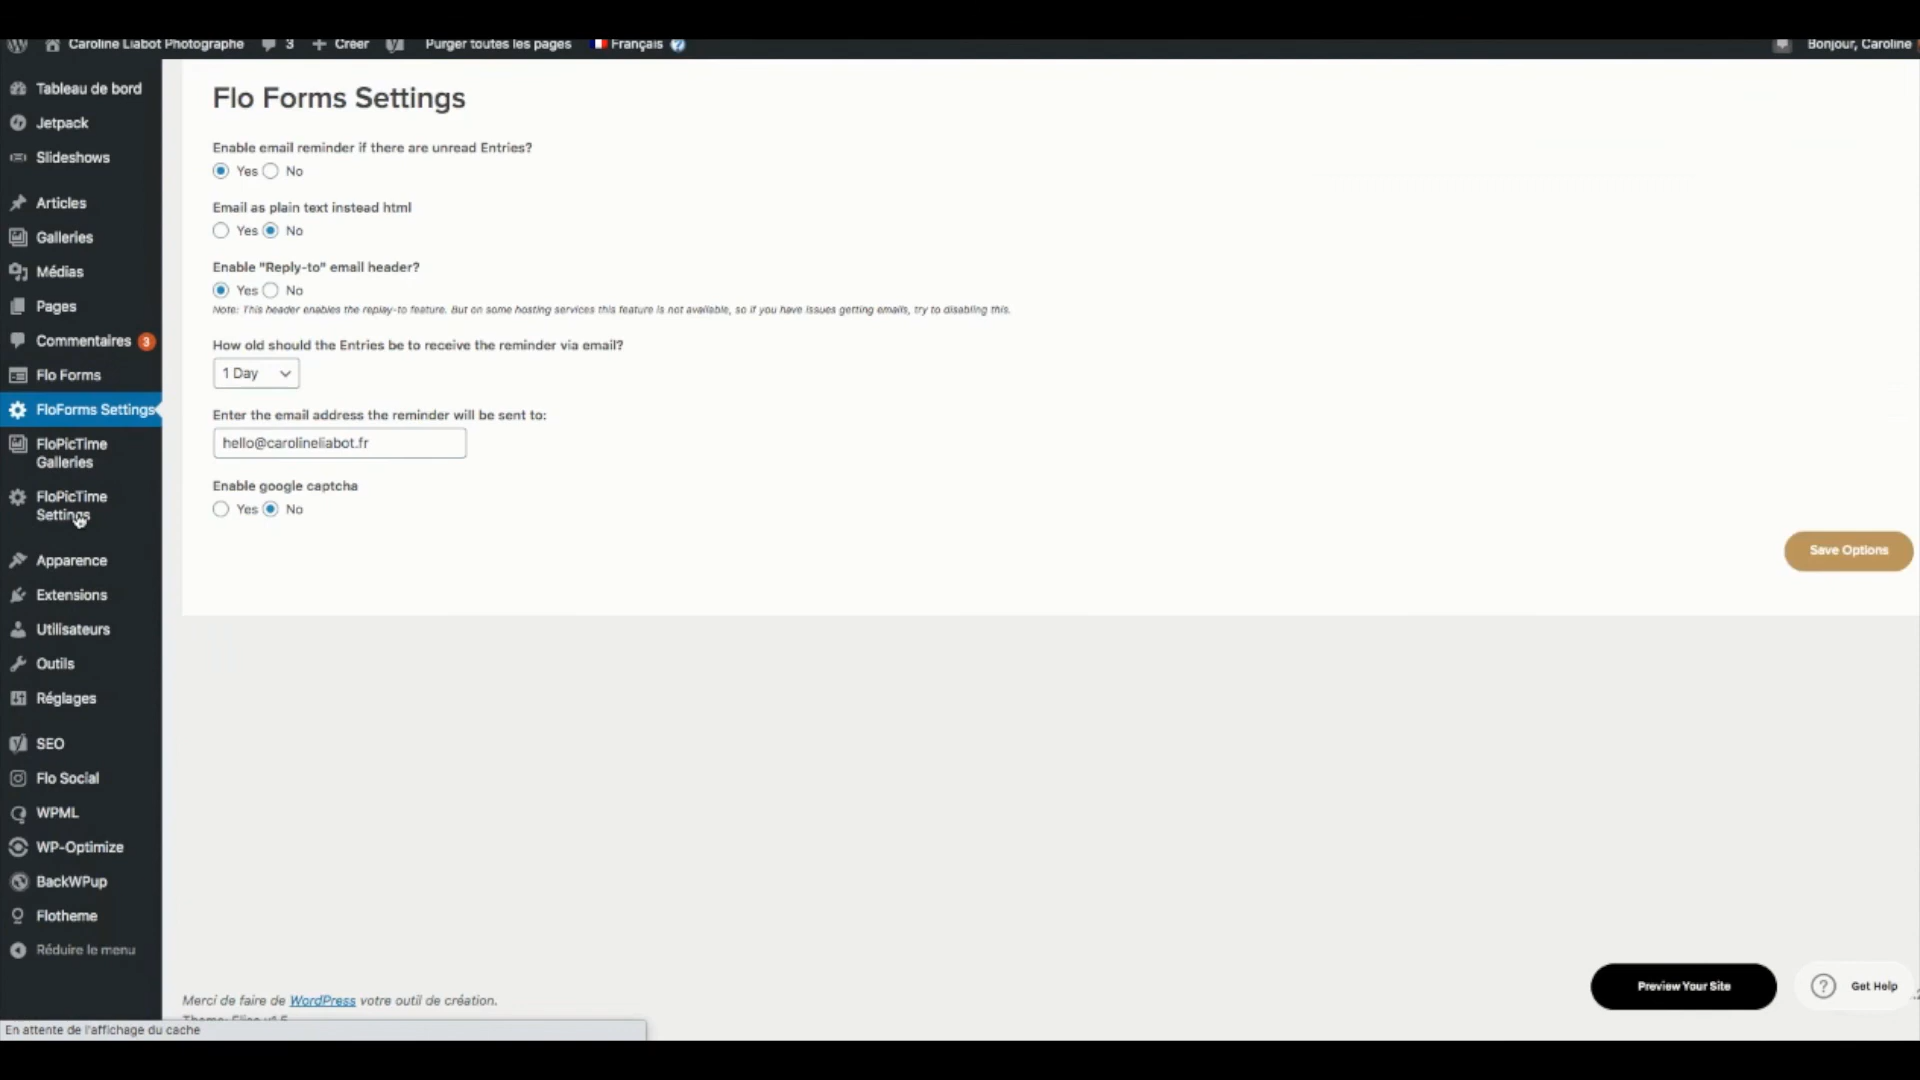 Caroline Liabot Photographe 3 Créer Purger toutes les pages Français Bonjour, Caroline
Tableau de bord
Jetpack
Slideshows
Articles
Galleries
Médias
Pages
Commentaires 3
Flo Forms
FloForms Settings
FloPicTime
Galleries
FloPicTime
Settings
Apparence
Extensions
Utilisateurs
Outils
Réglages
SEO
Flo Social
WPML
WP-Optimize
BackWPup
Flotheme
Réduire le menu
Flo Forms Settings
Enable email reminder if there are unread Entries?
Yes No
Email as plain text instead html
Yes No
Enable "Reply-to" email header?
Yes No
Note: This header enables the replay-to feature. But on some hosting services this feature is not available, so if you have issues getting emails, try to disabling this.
How old should the Entries be to receive the reminder via email?
1 Day
Enter the email address the reminder will be sent to:
hello@carolineliabot.fr
Enable google captcha
Yes No
Save Options
Preview Your Site
? Get Help
Merci de faire de WordPress votre outil de création.
En attente de l'affichage du cache